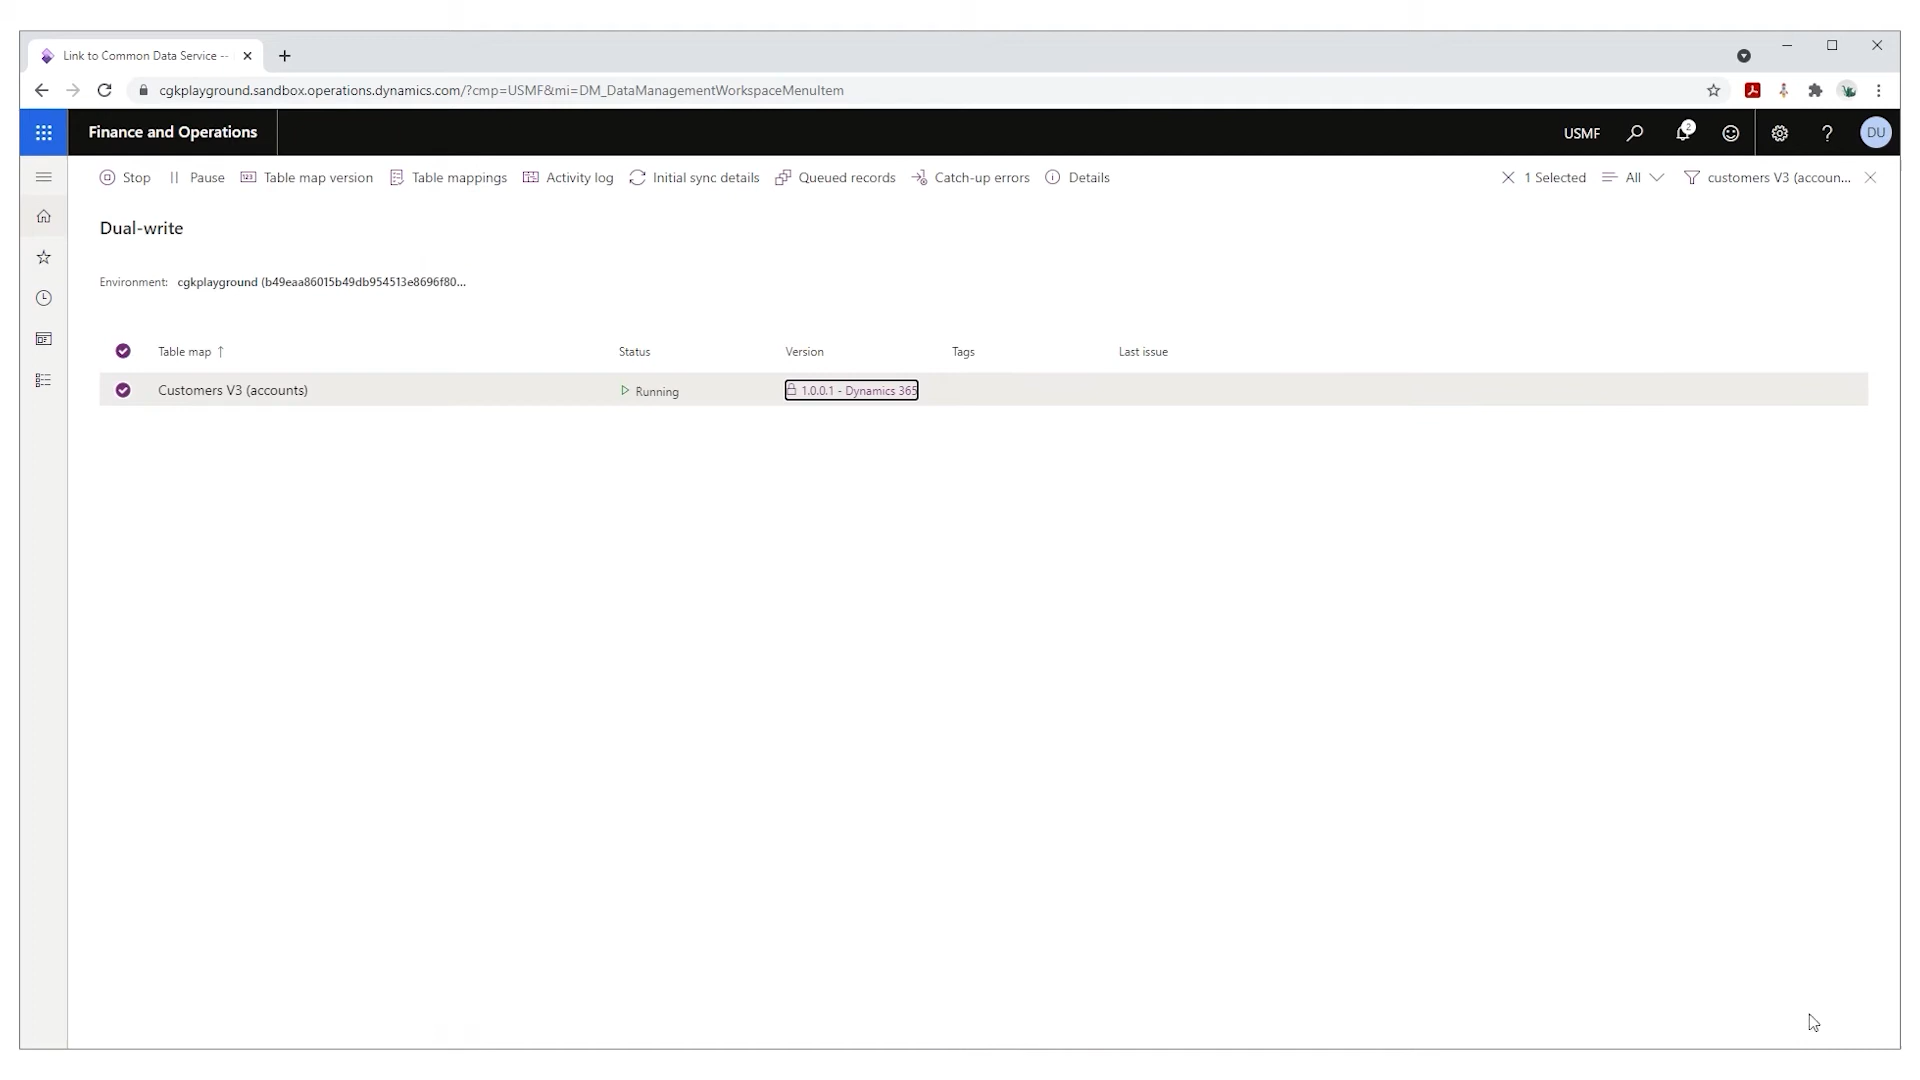 Link to Common Data Service --
cgkplayground.sandbox.operations.dynamics.com/?cmp=USMF&mi=DM_DataManagementWorkspaceMenuItem
Finance and Operations
USMF
2
?
DU
Stop
Pause
123 Table map version
Table mappings
Activity log
Initial sync details
Queued records
Catch-up errors
Details
1 Selected
All
customers V3 (accoun...
Dual-write
Environment: cgkplayground (b49eaa86015b49db954513e8696f80...
Table map ↑ Status Version Tags Last issue
Customers V3 (accounts) Running 1.0.0.1 - Dynamics 365